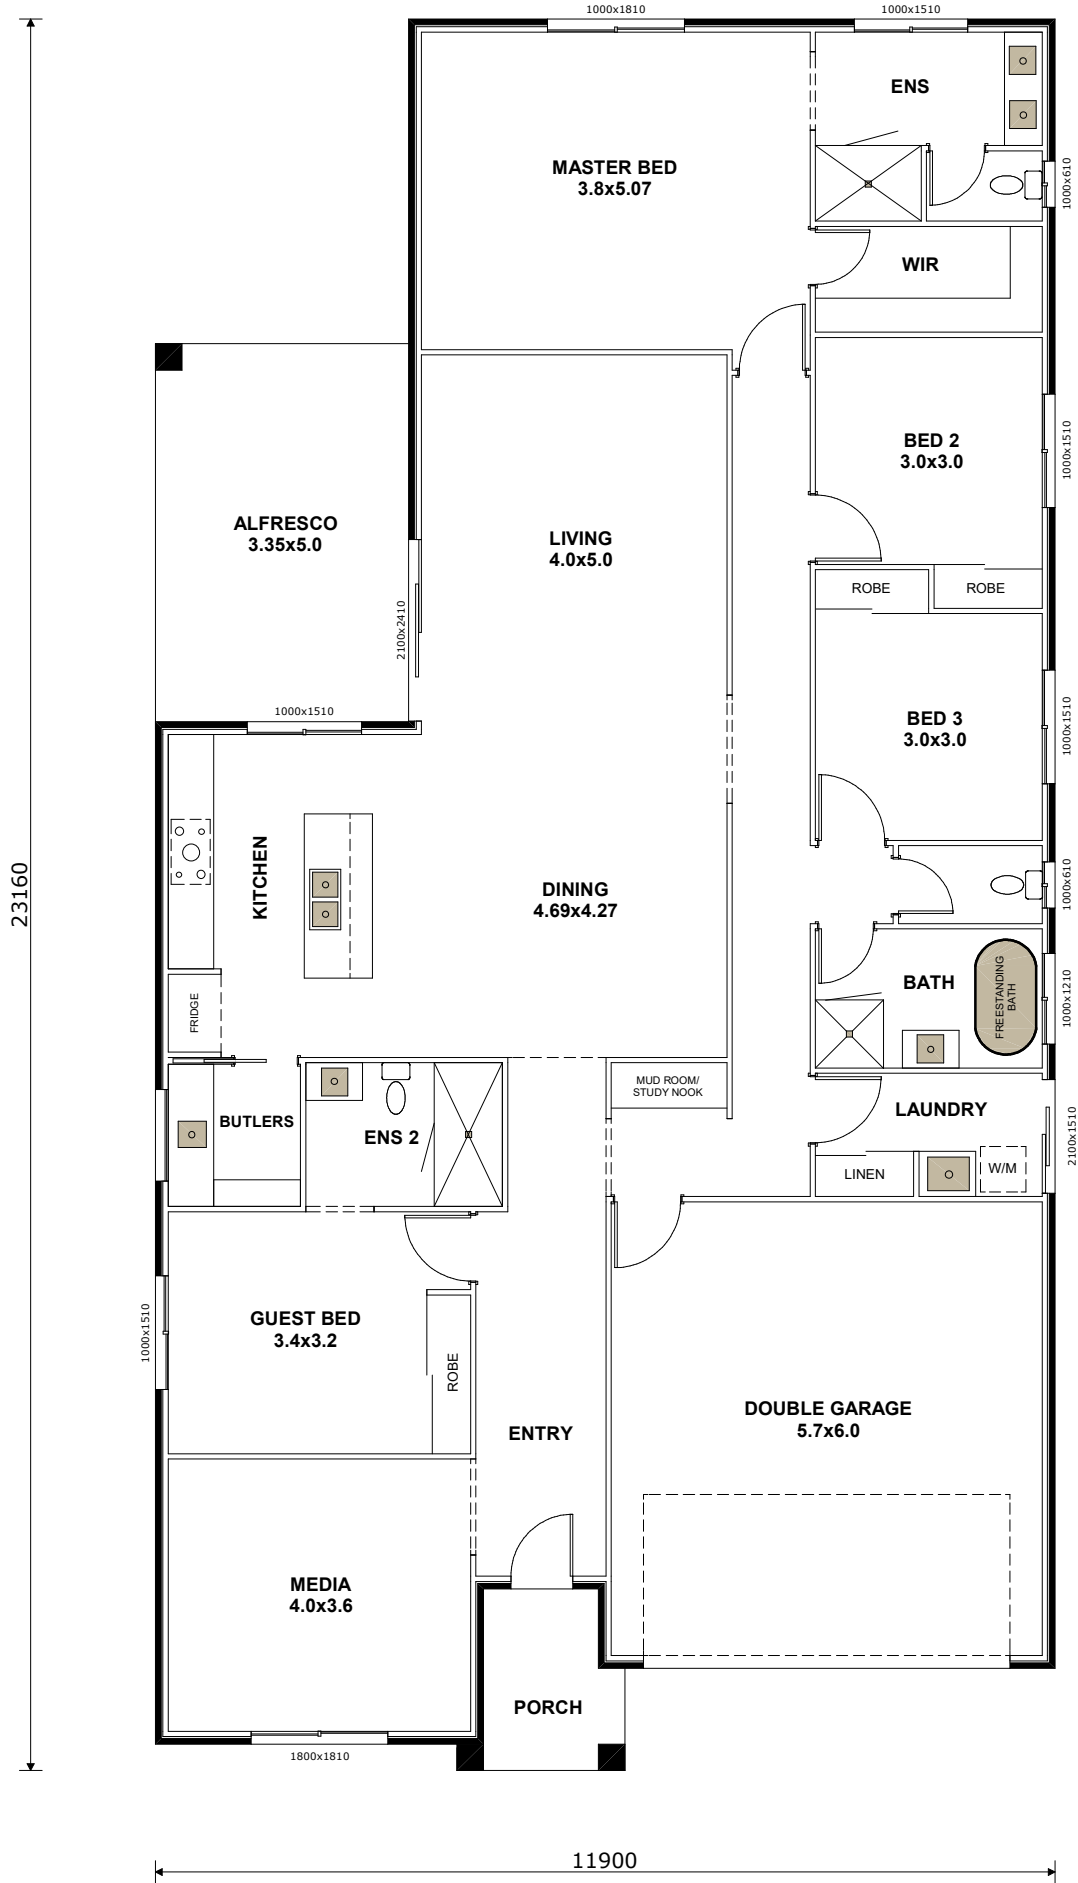 1000x1810
1000x1510
ENS
MASTER BED
3.8x5.07
1000x610
WIR
BED 2
3.0x3.0
1000x1510
ALFRESCO
3.35x5.0
LIVING
4.0x5.0
ROBE
ROBE
2100x2410
1000x1510
BED 3
3.0x3.0
1000x1510
KITCHEN
DINING
4.69x4.27
1000x610
23160
BATH
FREESTANDING
BATH
1000x1210
FRIDGE
MUD ROOM/
STUDY NOOK
BUTLERS
ENS 2
LAUNDRY
2100x1510
LINEN
W/M
GUEST BED
3.4x3.2
1000x1510
ROBE
ENTRY
DOUBLE GARAGE
5.7x6.0
MEDIA
4.0x3.6
PORCH
1800x1810
11900